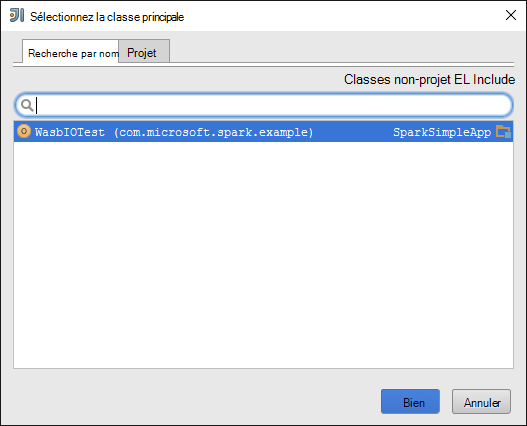 Sélectionnez la classe principale
Recherche par nom Projet
Classes non-projet EL Include
WasbIOTest (com.microsoft.spark.example) SparkSimpleApp
Bien Annuler